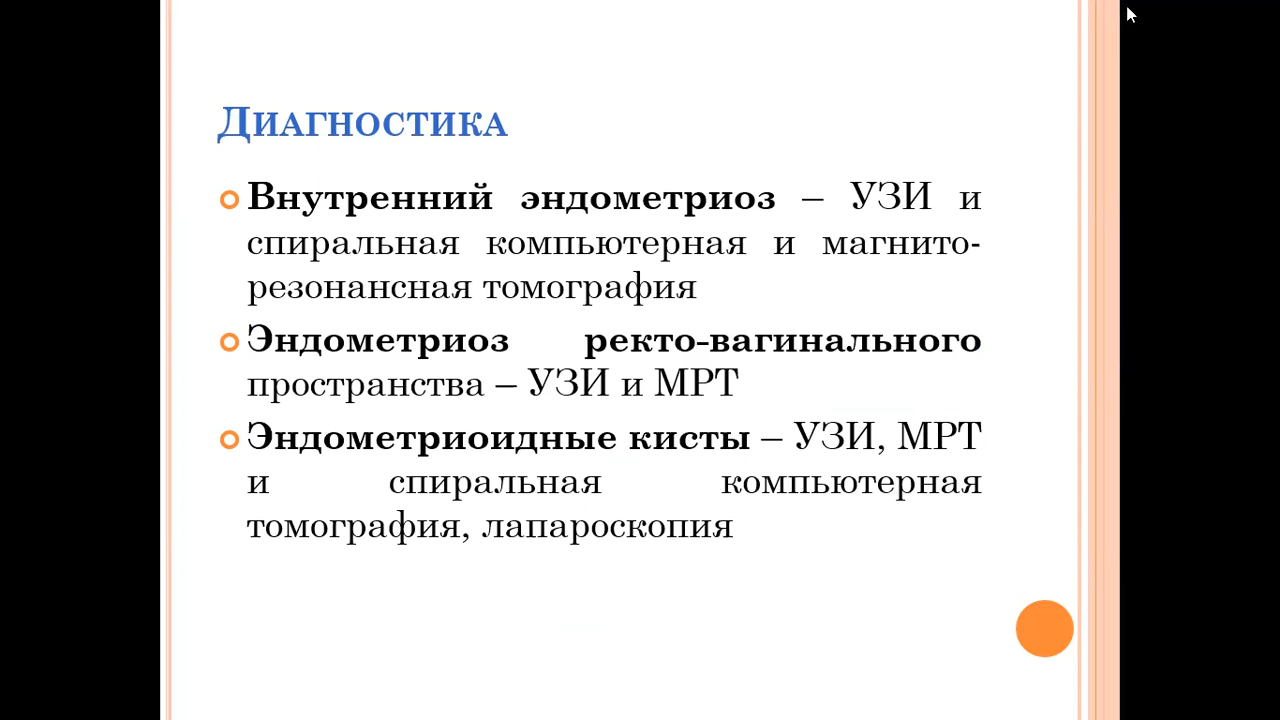 Диагностика
Внутренний эндометриоз – УЗИ и
спиральная компьютерная и магнито-
резонансная томография
Эндометриоз ректо-вагинального
пространства – УЗИ и МРТ
Эндометриоидные кисты – УЗИ, МРТ
и спиральная компьютерная
томография, лапароскопия